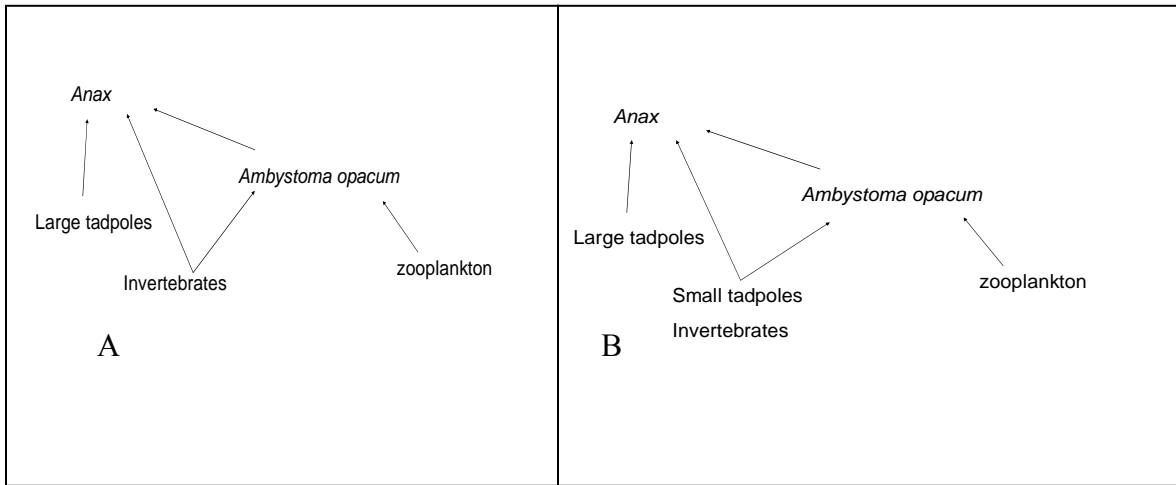 Anax
Ambystoma opacum
Large tadpoles
Invertebrates
zooplankton
A
Anax
Ambystoma opacum
Large tadpoles
Small tadpoles
Invertebrates
zooplankton
B